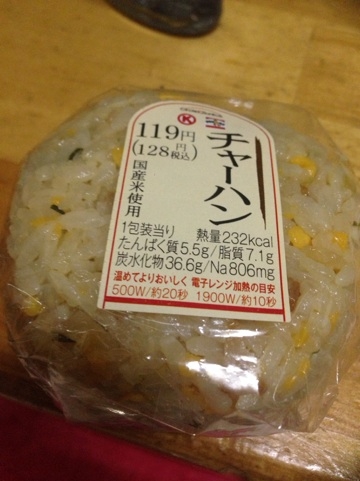 K
チャーハン
119円
(128円税込)
国産米使用
1包装当り 熱量232kcal
たんぱく質5.5g/脂質7.1g
炭水化物36.6g/Na806mg
温めてよりおいしく 電子レンジ加熱の目安
500W/約20秒 1900W/約10秒